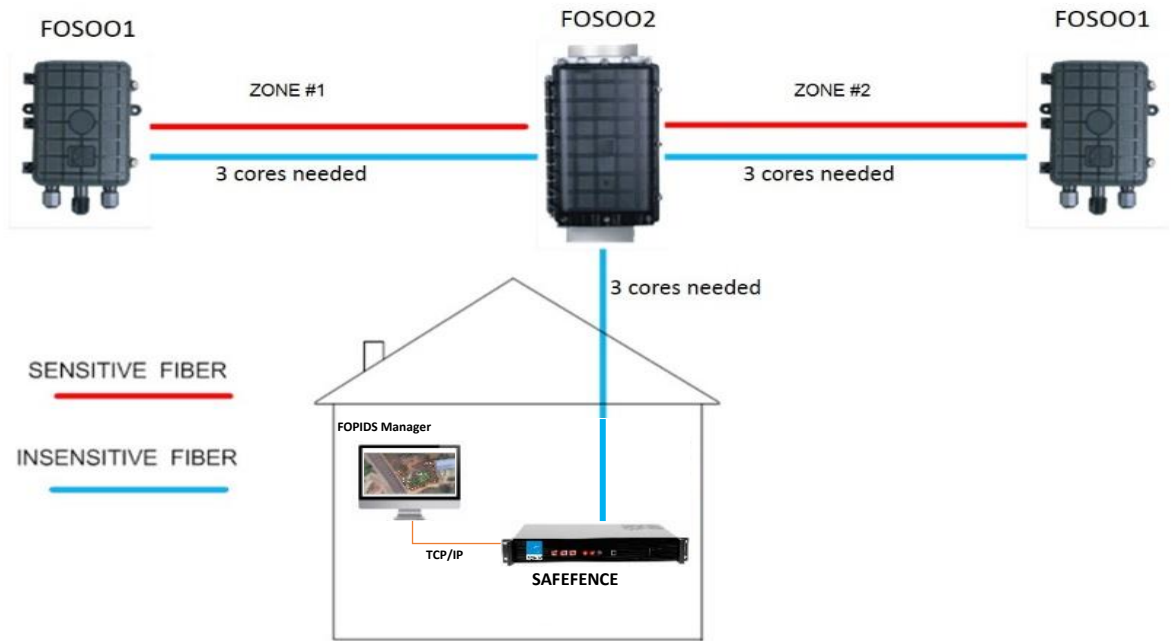 FOSOO1
FOSOO2
FOSOO1
ZONE #1
ZONE #2
3 cores needed
3 cores needed
3 cores needed
SENSITIVE FIBER
INSENSITIVE FIBER
FOPIDS Manager
TCP/IP
SAFEFENCE